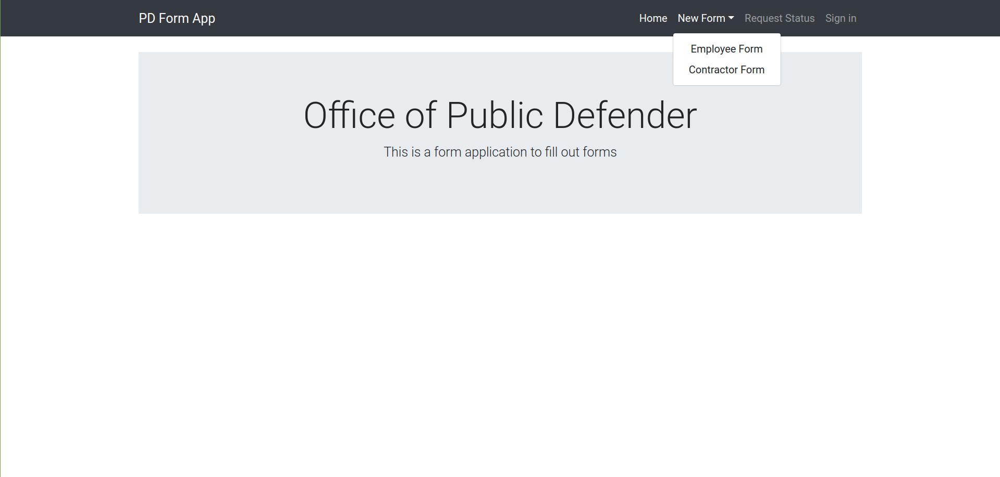 PD Form App
Home New Form Request Status Sign in
Employee Form
Contractor Form
Office of Public Defender
This is a form application to fill out forms